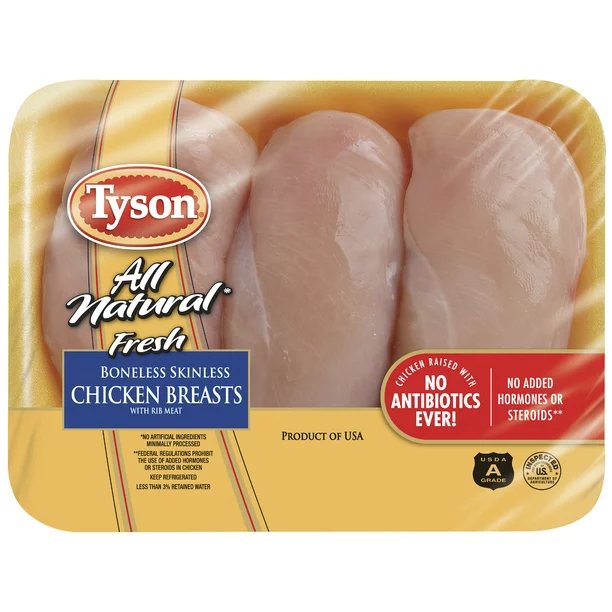 Tyson®
All
Natural*
Fresh
BONELESS SKINLESS
CHICKEN BREASTS
WITH RIB MEAT
*NO ARTIFICIAL INGREDIENTS
MINIMALLY PROCESSED
**FEDERAL REGULATIONS PROHIBIT
THE USE OF ADDED HORMONES
OR STEROIDS IN CHICKEN
KEEP REFRIGERATED
LESS THAN 3% RETAINED WATER
PRODUCT OF USA
CHICKEN RAISED WITH
NO
ANTIBIOTICS
EVER!
NO ADDED
HORMONES OR
STEROIDS**
USDA
A
GRADE
INSPECTED
U.S.
DEPARTMENT OF
AGRICULTURE